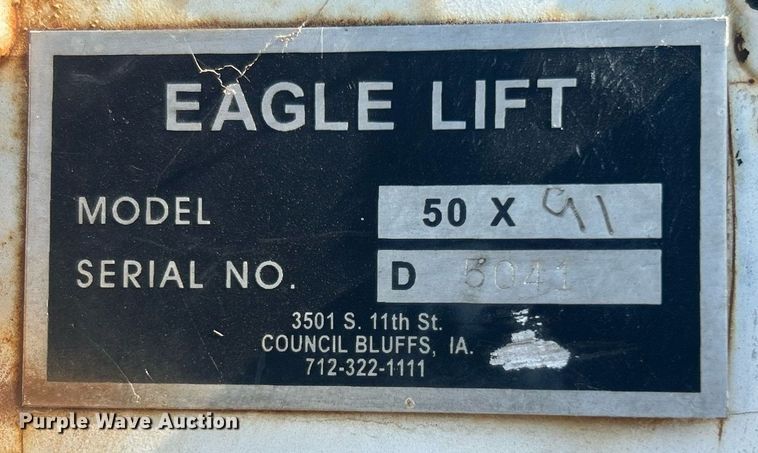 EAGLE LIFT
MODEL 50 X 91
SERIAL NO. D 5041
3501 S. 11th St.
COUNCIL BLUFFS, IA.
712-322-1111
Purple Wave Auction